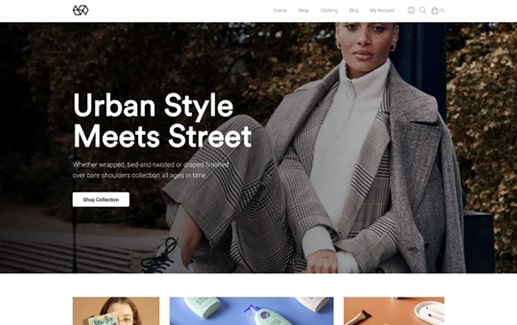 Home Shop Clothing Blog My Account
Urban Style
Meets Street
Whether wrapped, tied-and-twisted or draped finished
over bare shoulders collection all ages in time.
Shop Collection